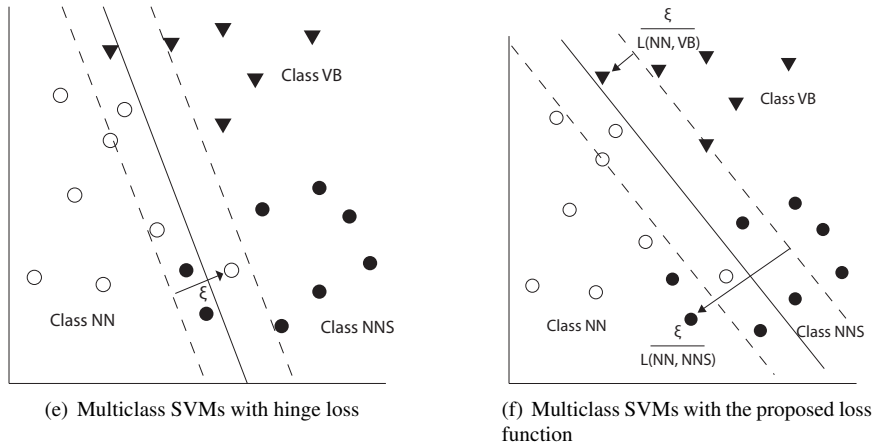 Class VB
Class NN
ξ
Class NNS
(e) Multiclass SVMs with hinge loss
ξ
L(NN, VB)
Class VB
Class NN
ξ
L(NN, NNS)
Class NNS
(f) Multiclass SVMs with the proposed loss
function